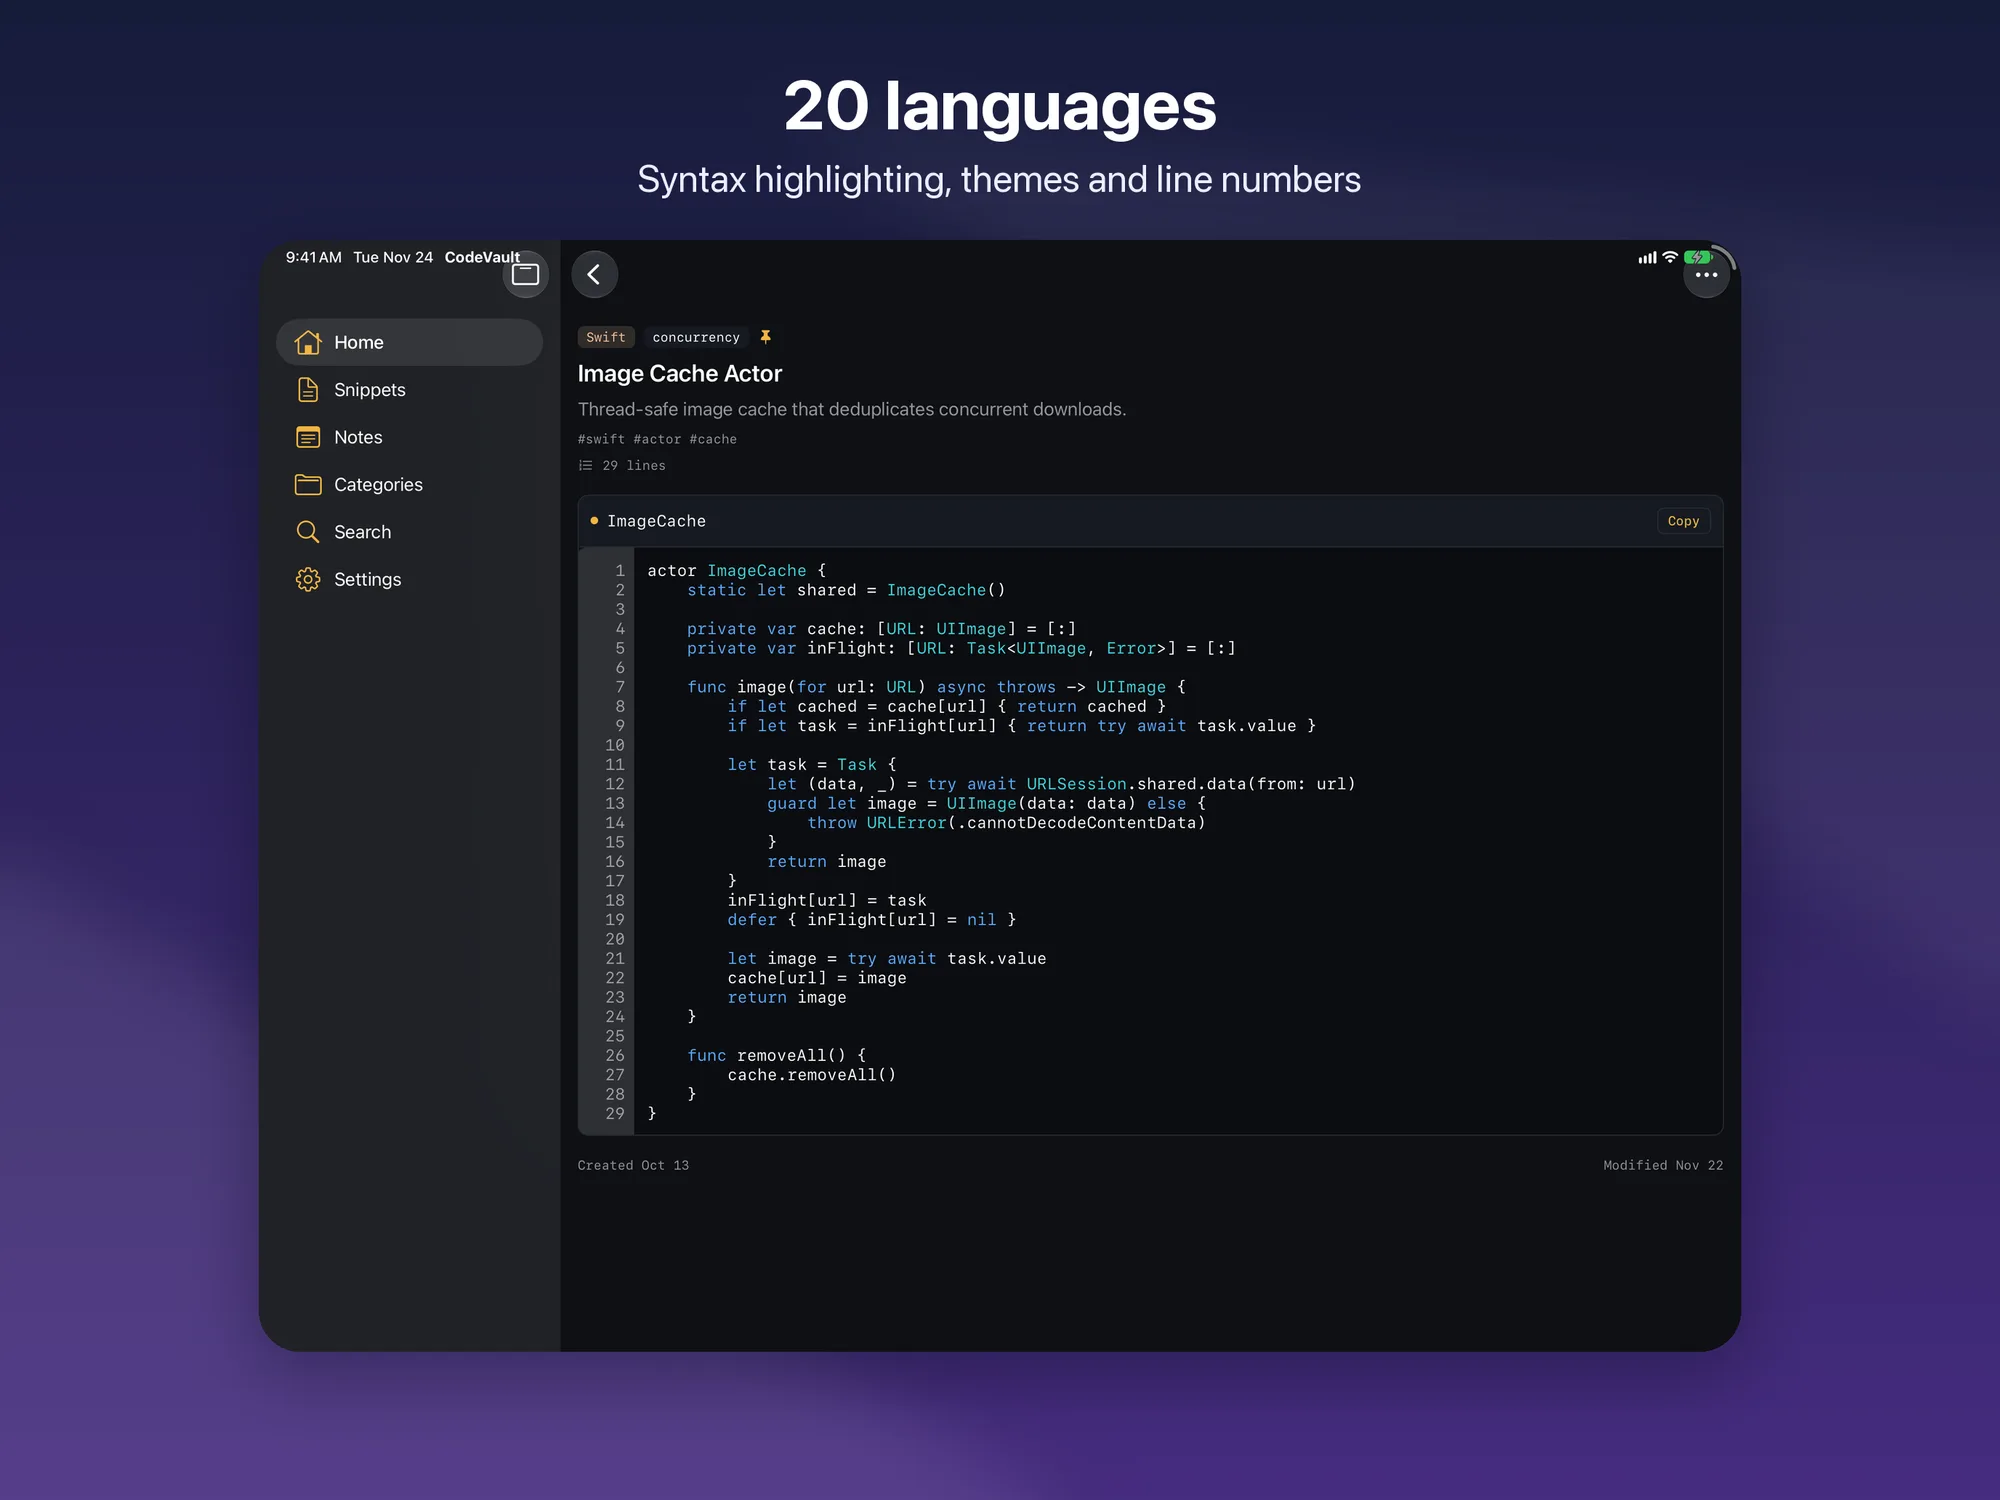 20 languages
Syntax highlighting, themes and line numbers
9:41 AM Tue Nov 24 CodeVault
Home
Snippets
Notes
Categories
Search
Settings
Swift concurrency
Image Cache Actor
Thread-safe image cache that deduplicates concurrent downloads.
#swift #actor #cache
29 lines
ImageCache Copy
1 actor ImageCache {
2     static let shared = ImageCache()
3
4     private var cache: [URL: UIImage] = [:]
5     private var inFlight: [URL: Task<UIImage, Error>] = [:]
6
7     func image(for url: URL) async throws -> UIImage {
8         if let cached = cache[url] { return cached }
9         if let task = inFlight[url] { return try await task.value }
10
11         let task = Task {
12             let (data, _) = try await URLSession.shared.data(from: url)
13             guard let image = UIImage(data: data) else {
14                 throw URLError(.cannotDecodeContentData)
15             }
16             return image
17         }
18         inFlight[url] = task
19         defer { inFlight[url] = nil }
20
21         let image = try await task.value
22         cache[url] = image
23         return image
24     }
25
26     func removeAll() {
27         cache.removeAll()
28     }
29 }
Created Oct 13 Modified Nov 22